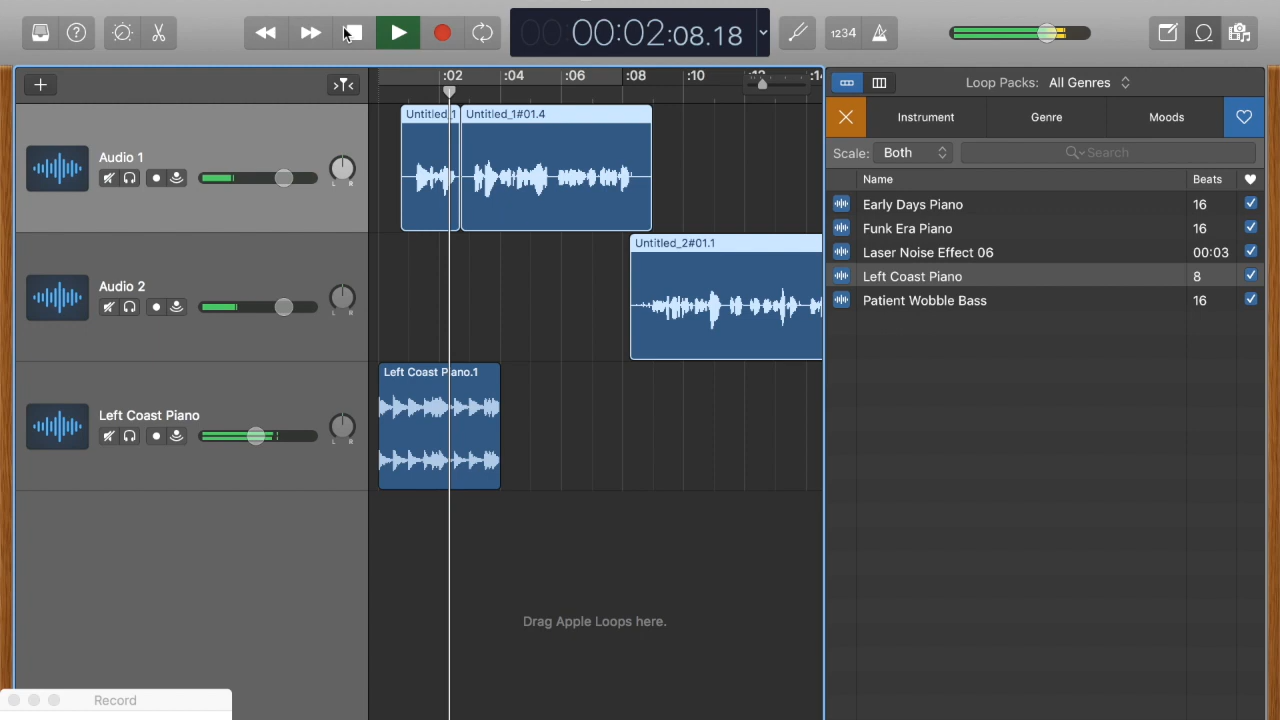 00:02:08.18
1234
:02 :04 :06 :08 :10 :12 :14
Loop Packs: All Genres
Instrument Genre Moods
Scale: Both Search
Name Beats
Early Days Piano 16
Funk Era Piano 16
Laser Noise Effect 06 00:03
Left Coast Piano 8
Patient Wobble Bass 16
Untitled_1 Untitled_1#01.4
Audio 1
L R
Untitled_2#01.1
Audio 2
L R
Left Coast Piano.1
Left Coast Piano
L R
Drag Apple Loops here.
Record